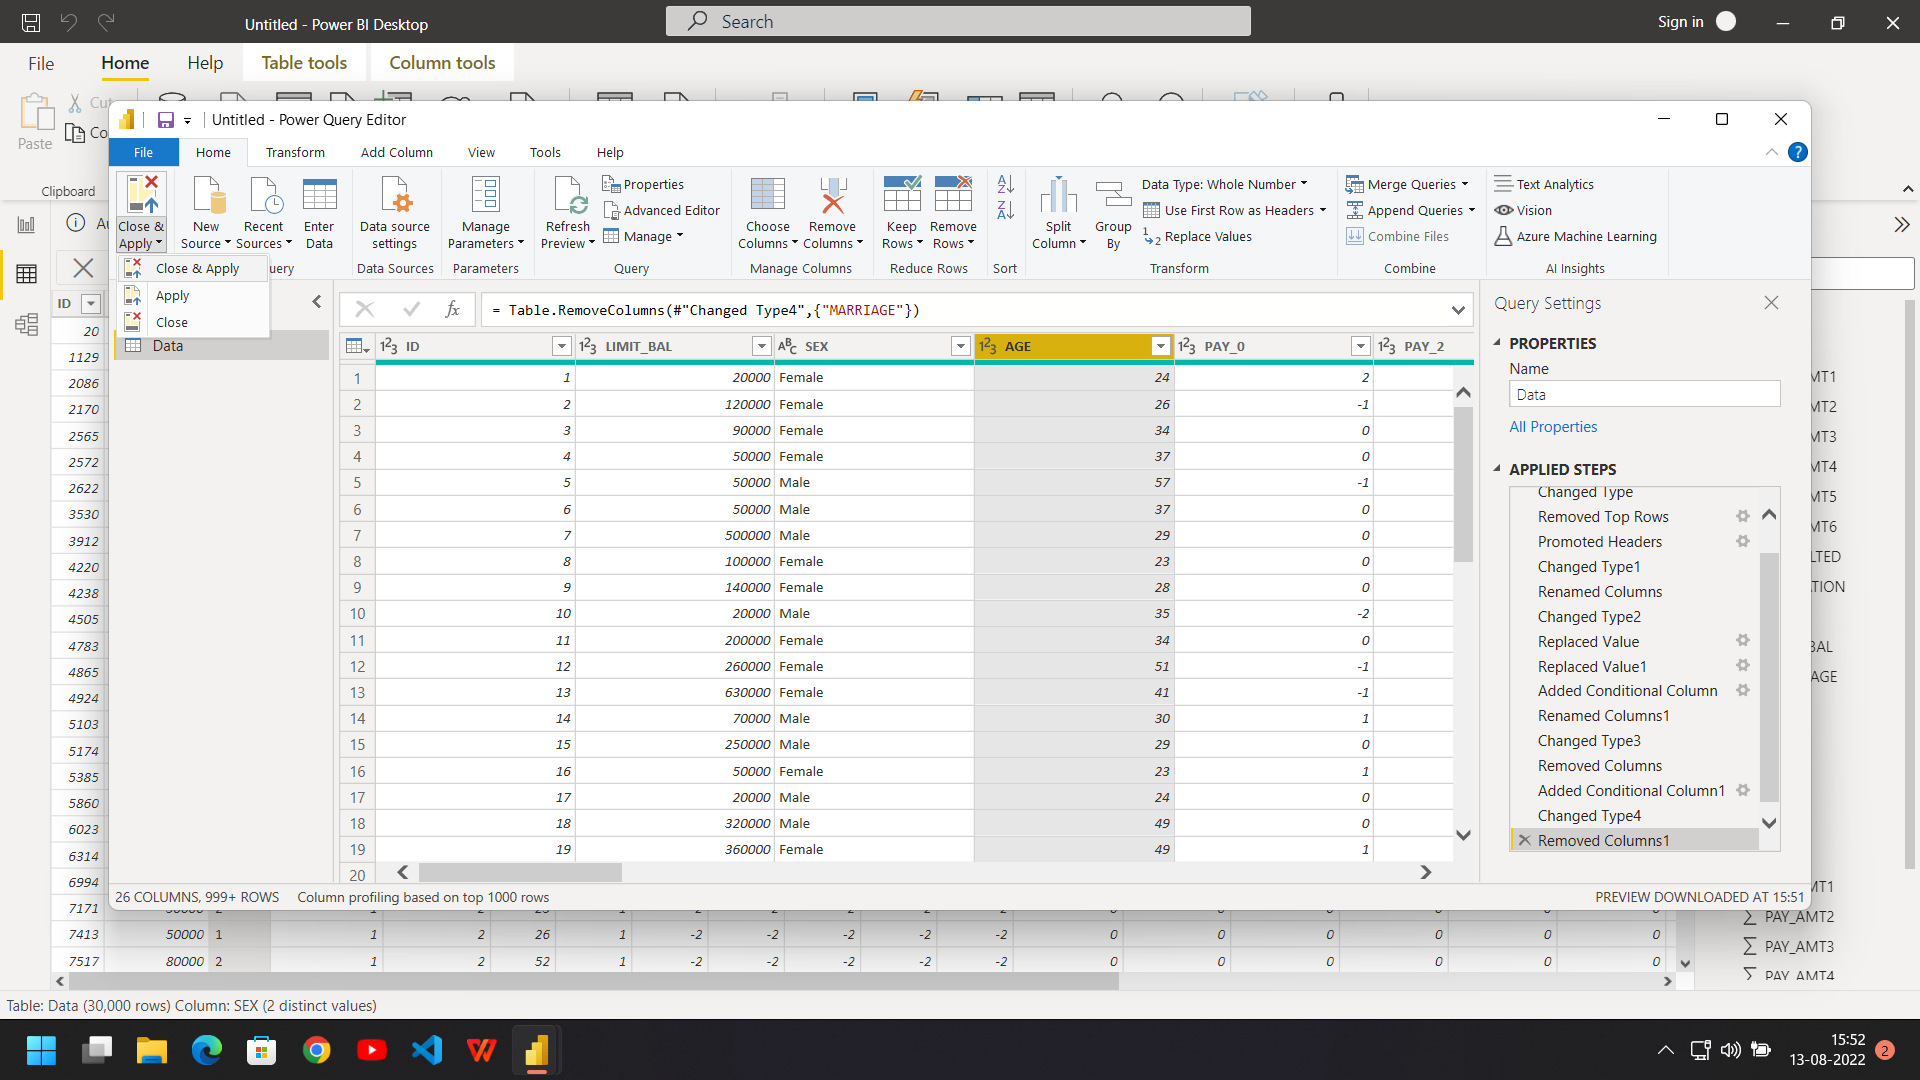 Untitled - Power BI Desktop
Search
Sign in
File
Home
Help
Table tools
Column tools
Paste
Clipboard
Untitled - Power Query Editor
File
Home
Transform
Add Column
View
Tools
Help
Close & Apply
New Source
Recent Sources
Enter Data
Data source settings
Data Sources
Manage Parameters
Parameters
Refresh Preview
Properties
Advanced Editor
Manage
Query
Choose Columns
Remove Columns
Manage Columns
Keep Rows
Remove Rows
Reduce Rows
Sort
Split Column
Group By
Data Type: Whole Number
Use First Row as Headers
Replace Values
Transform
Merge Queries
Append Queries
Combine Files
Combine
Text Analytics
Vision
Azure Machine Learning
AI Insights
Close & Apply
Apply
Close
Data
= Table.RemoveColumns(#"Changed Type4",{"MARRIAGE"})
ID LIMIT_BAL SEX AGE PAY_0 PAY_2
1 1 20000 Female 24 2
2 2 120000 Female 26 -1
3 3 90000 Female 34 0
4 4 50000 Female 37 0
5 5 50000 Male 57 -1
6 6 50000 Male 37 0
7 7 500000 Male 29 0
8 8 100000 Female 23 0
9 9 140000 Female 28 0
10 10 20000 Male 35 -2
11 11 200000 Female 34 0
12 12 260000 Female 51 -1
13 13 630000 Female 41 -1
14 14 70000 Male 30 1
15 15 250000 Male 29 0
16 16 50000 Female 23 1
17 17 20000 Male 24 0
18 18 320000 Male 49 0
19 19 360000 Female 49 1
20
26 COLUMNS, 999+ ROWS
Column profiling based on top 1000 rows
PREVIEW DOWNLOADED AT 15:51
Query Settings
PROPERTIES
Name
Data
All Properties
APPLIED STEPS
Changed Type
Removed Top Rows
Promoted Headers
Changed Type1
Renamed Columns
Changed Type2
Replaced Value
Replaced Value1
Added Conditional Column
Renamed Columns1
Changed Type3
Removed Columns
Added Conditional Column1
Changed Type4
Removed Columns1
ID
20
1129
2086
2170
2565
2572
2622
3530
3912
4220
4238
4505
4783
4865
4924
5103
5174
5385
5860
6023
6314
6994
7171
7413 50000 1 1 2 26 1 -2 -2 -2 -2 -2 0 0 0 0 0 0
7517 80000 2 1 2 52 1 -2 -2 -2 -2 -2 0 0 0 0 0 0
PAY_AMT2
PAY_AMT3
PAY_AMT4
Table: Data (30,000 rows) Column: SEX (2 distinct values)
15:52
13-08-2022
2